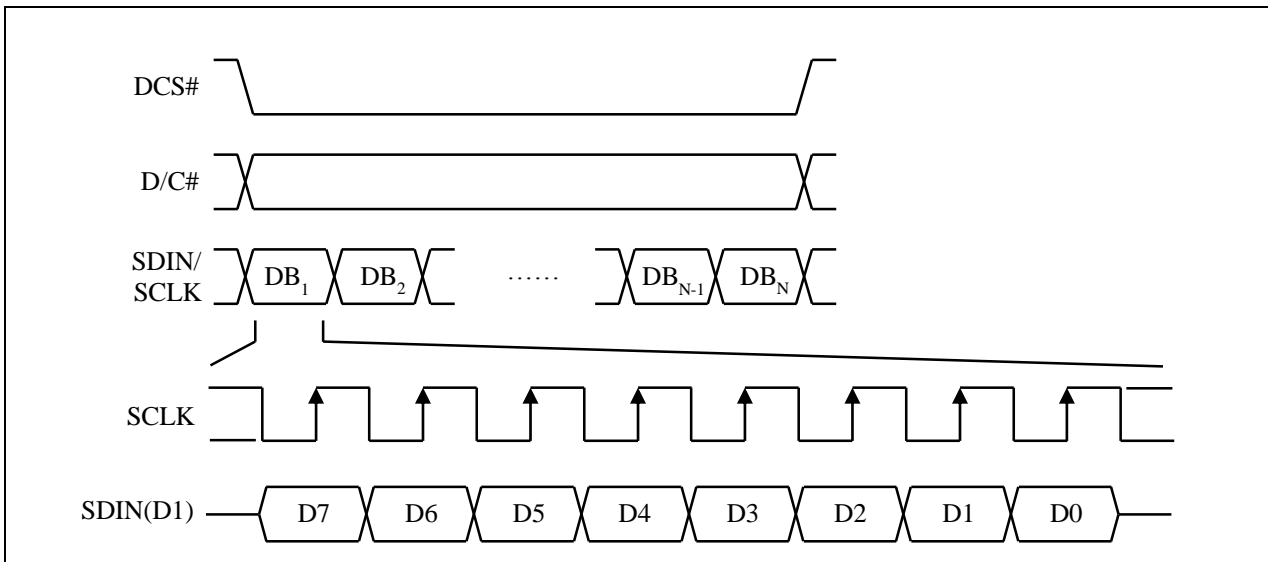 DCS#
D/C#
SDIN/
SCLK
DB1 DB2 ...... DBN-1 DBN
SCLK
SDIN(D1) D7 D6 D5 D4 D3 D2 D1 D0